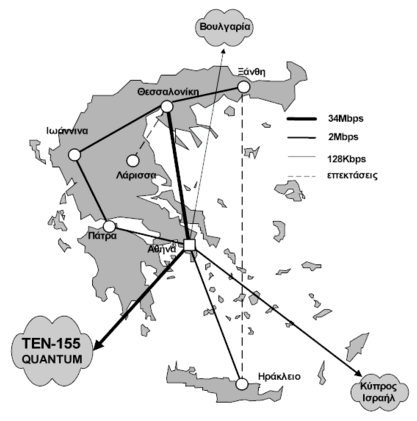 Βουλγαρία
Ξάνθη
Θεσσαλονίκη
Ιωάννινα
Λάρισσα
Πάτρα
Αθήνα
34Mbps
2Mbps
128Kbps
επεκτάσεις
TEN-155
QUANTUM
Ηράκλειο
Κύπρος
Ισραήλ